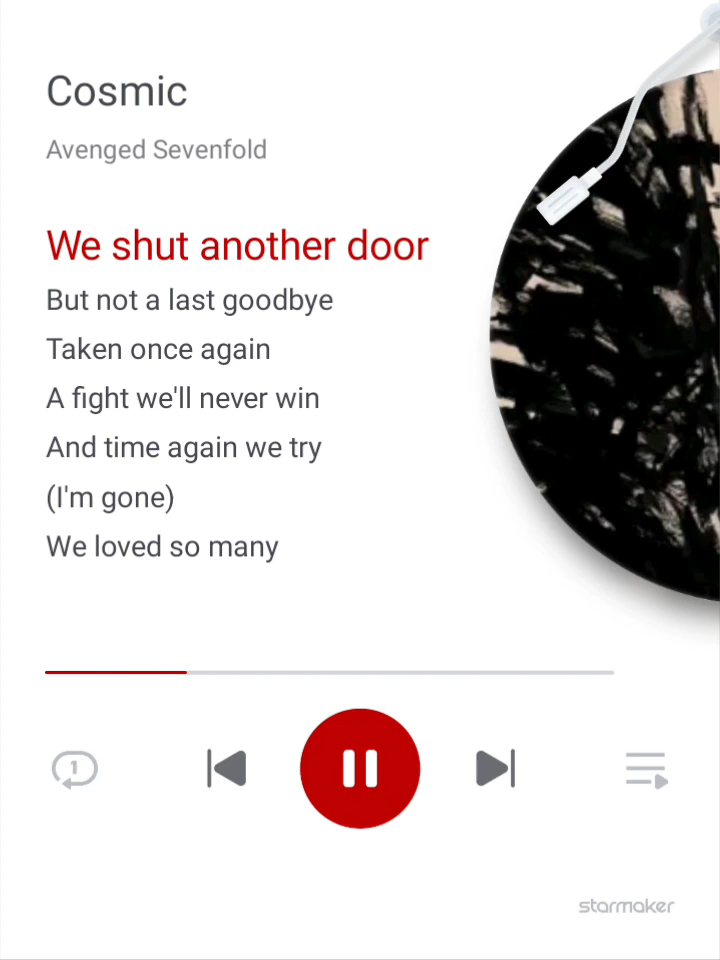 Cosmic
Avenged Sevenfold
We shut another door
But not a last goodbye
Taken once again
A fight we'll never win
And time again we try
(I'm gone)
We loved so many
1
starmaker